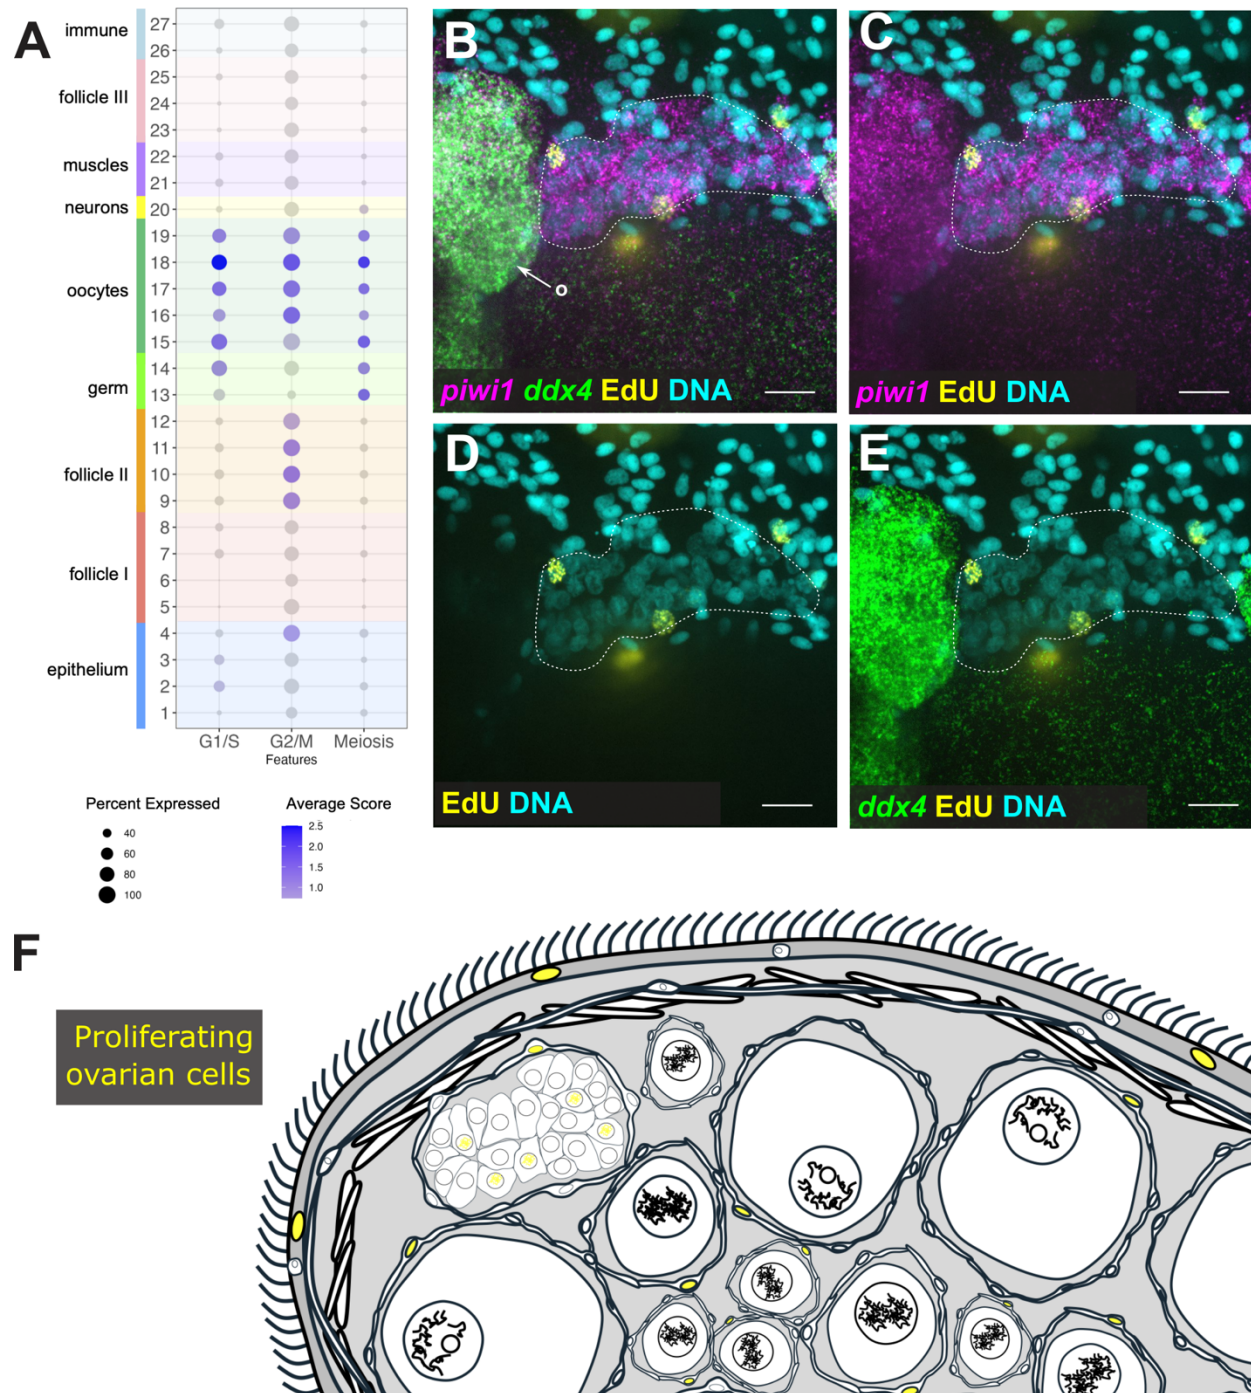 A
immune
27
26
25
follicle III
24
23
muscles
22
21
neurons
20
19
18
oocytes
17
16
15
14
germ
13
12
11
follicle II
10
9
8
7
follicle I
6
5
4
3
epithelium
2
1
G1/S G2/M Meiosis
Features
Percent Expressed
40
60
80
100
Average Score
2.5
2.0
1.5
1.0
B
o
piwi1 ddx4 EdU DNA
C
piwi1 EdU DNA
D
EdU DNA
E
ddx4 EdU DNA
F
Proliferating
ovarian cells